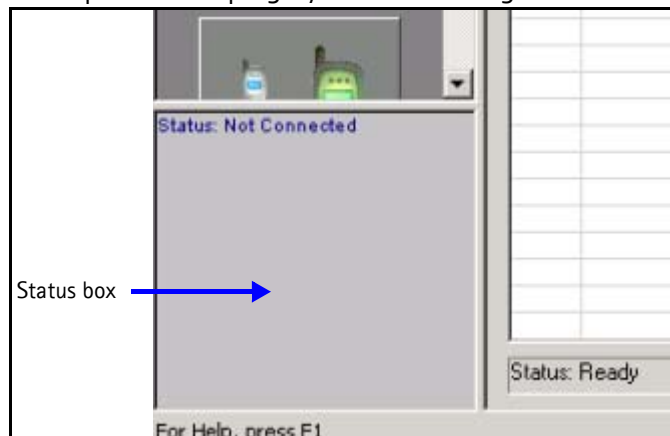 Status: Not Connected
Status box
Status: Ready
For Help, press F1